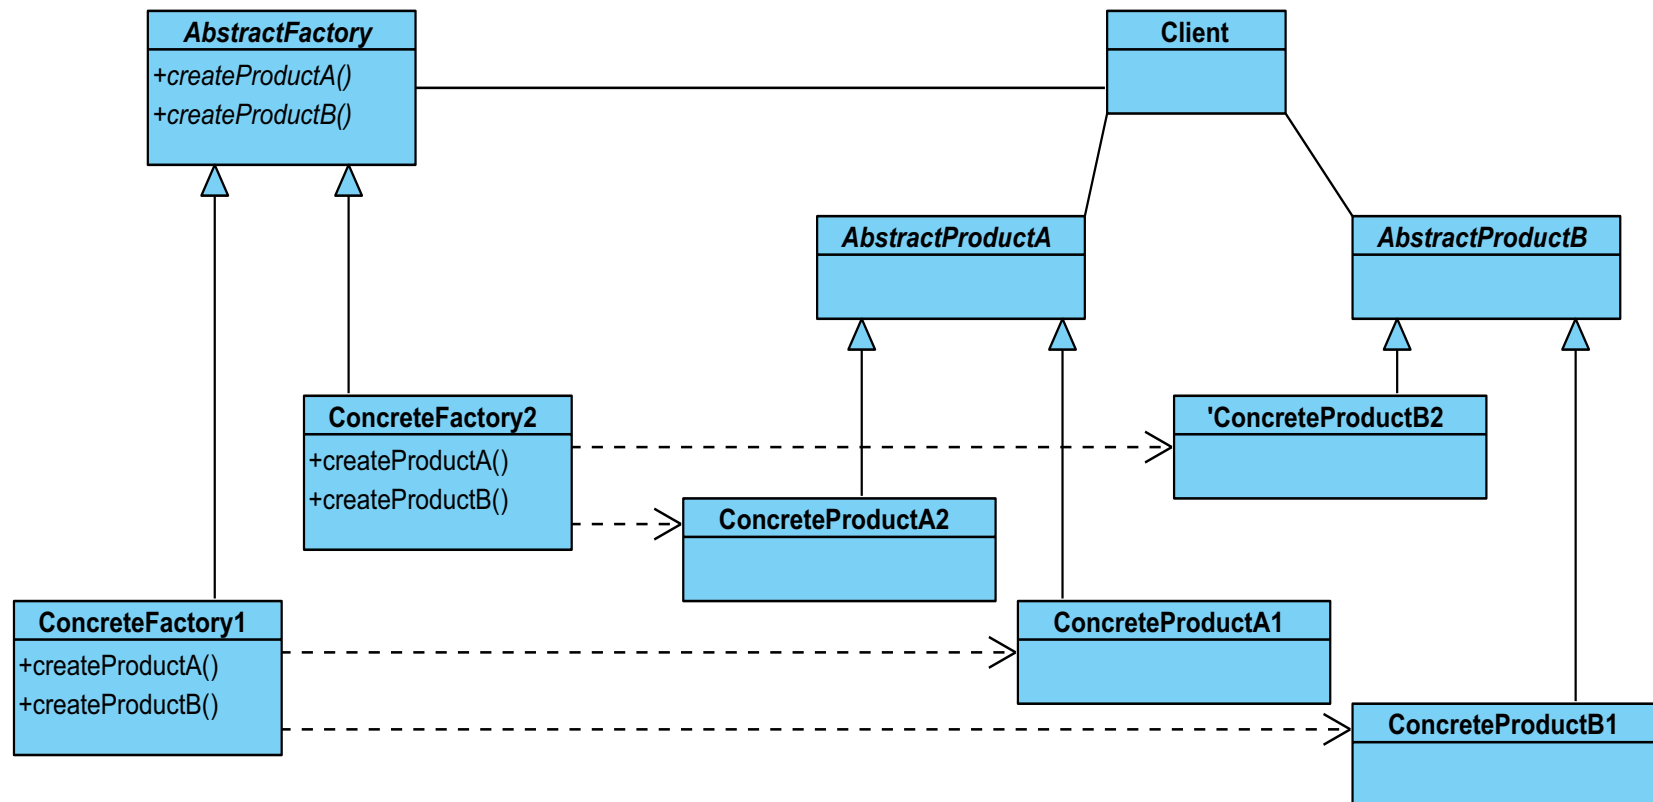 AbstractFactory
+createProductA()
+createProductB()
Client
AbstractProductA
AbstractProductB
ConcreteFactory2
+createProductA()
+createProductB()
'ConcreteProductB2
ConcreteProductA2
ConcreteFactory1
+createProductA()
+createProductB()
ConcreteProductA1
ConcreteProductB1